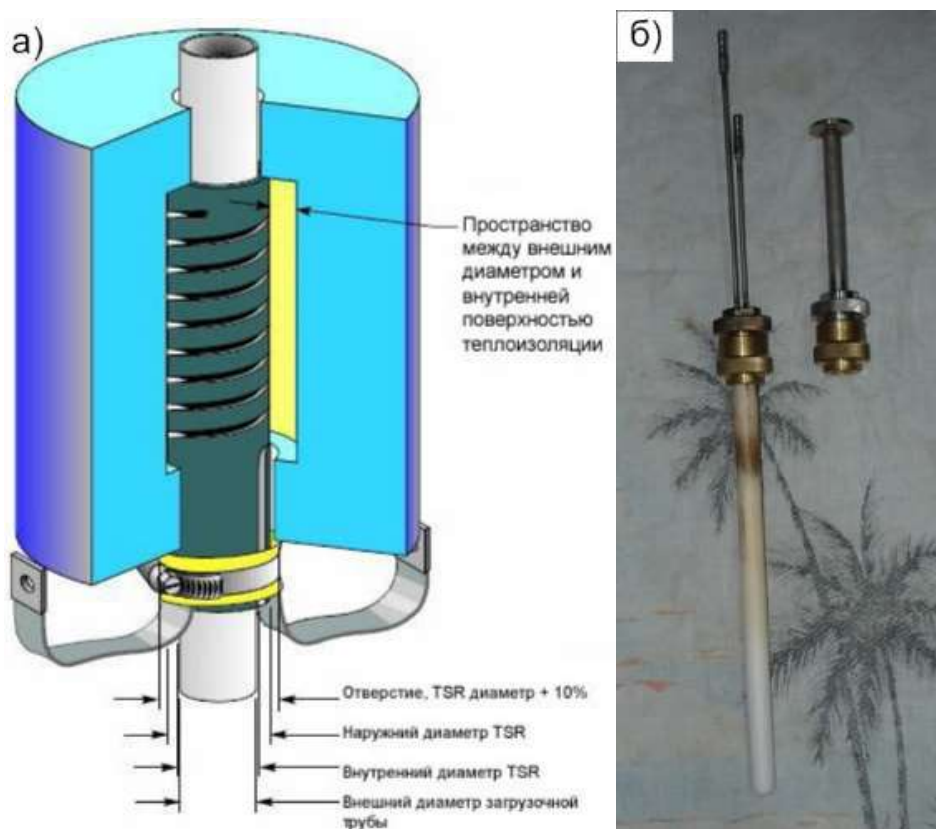 а)
б)
Пространство
между внешним
диаметром и
внутренней
поверхностью
теплоизоляции
Отверстие, TSR диаметр + 10%
Наружний диаметр TSR
Внутренний диаметр TSR
Внешний диаметр загрузочной
трубы